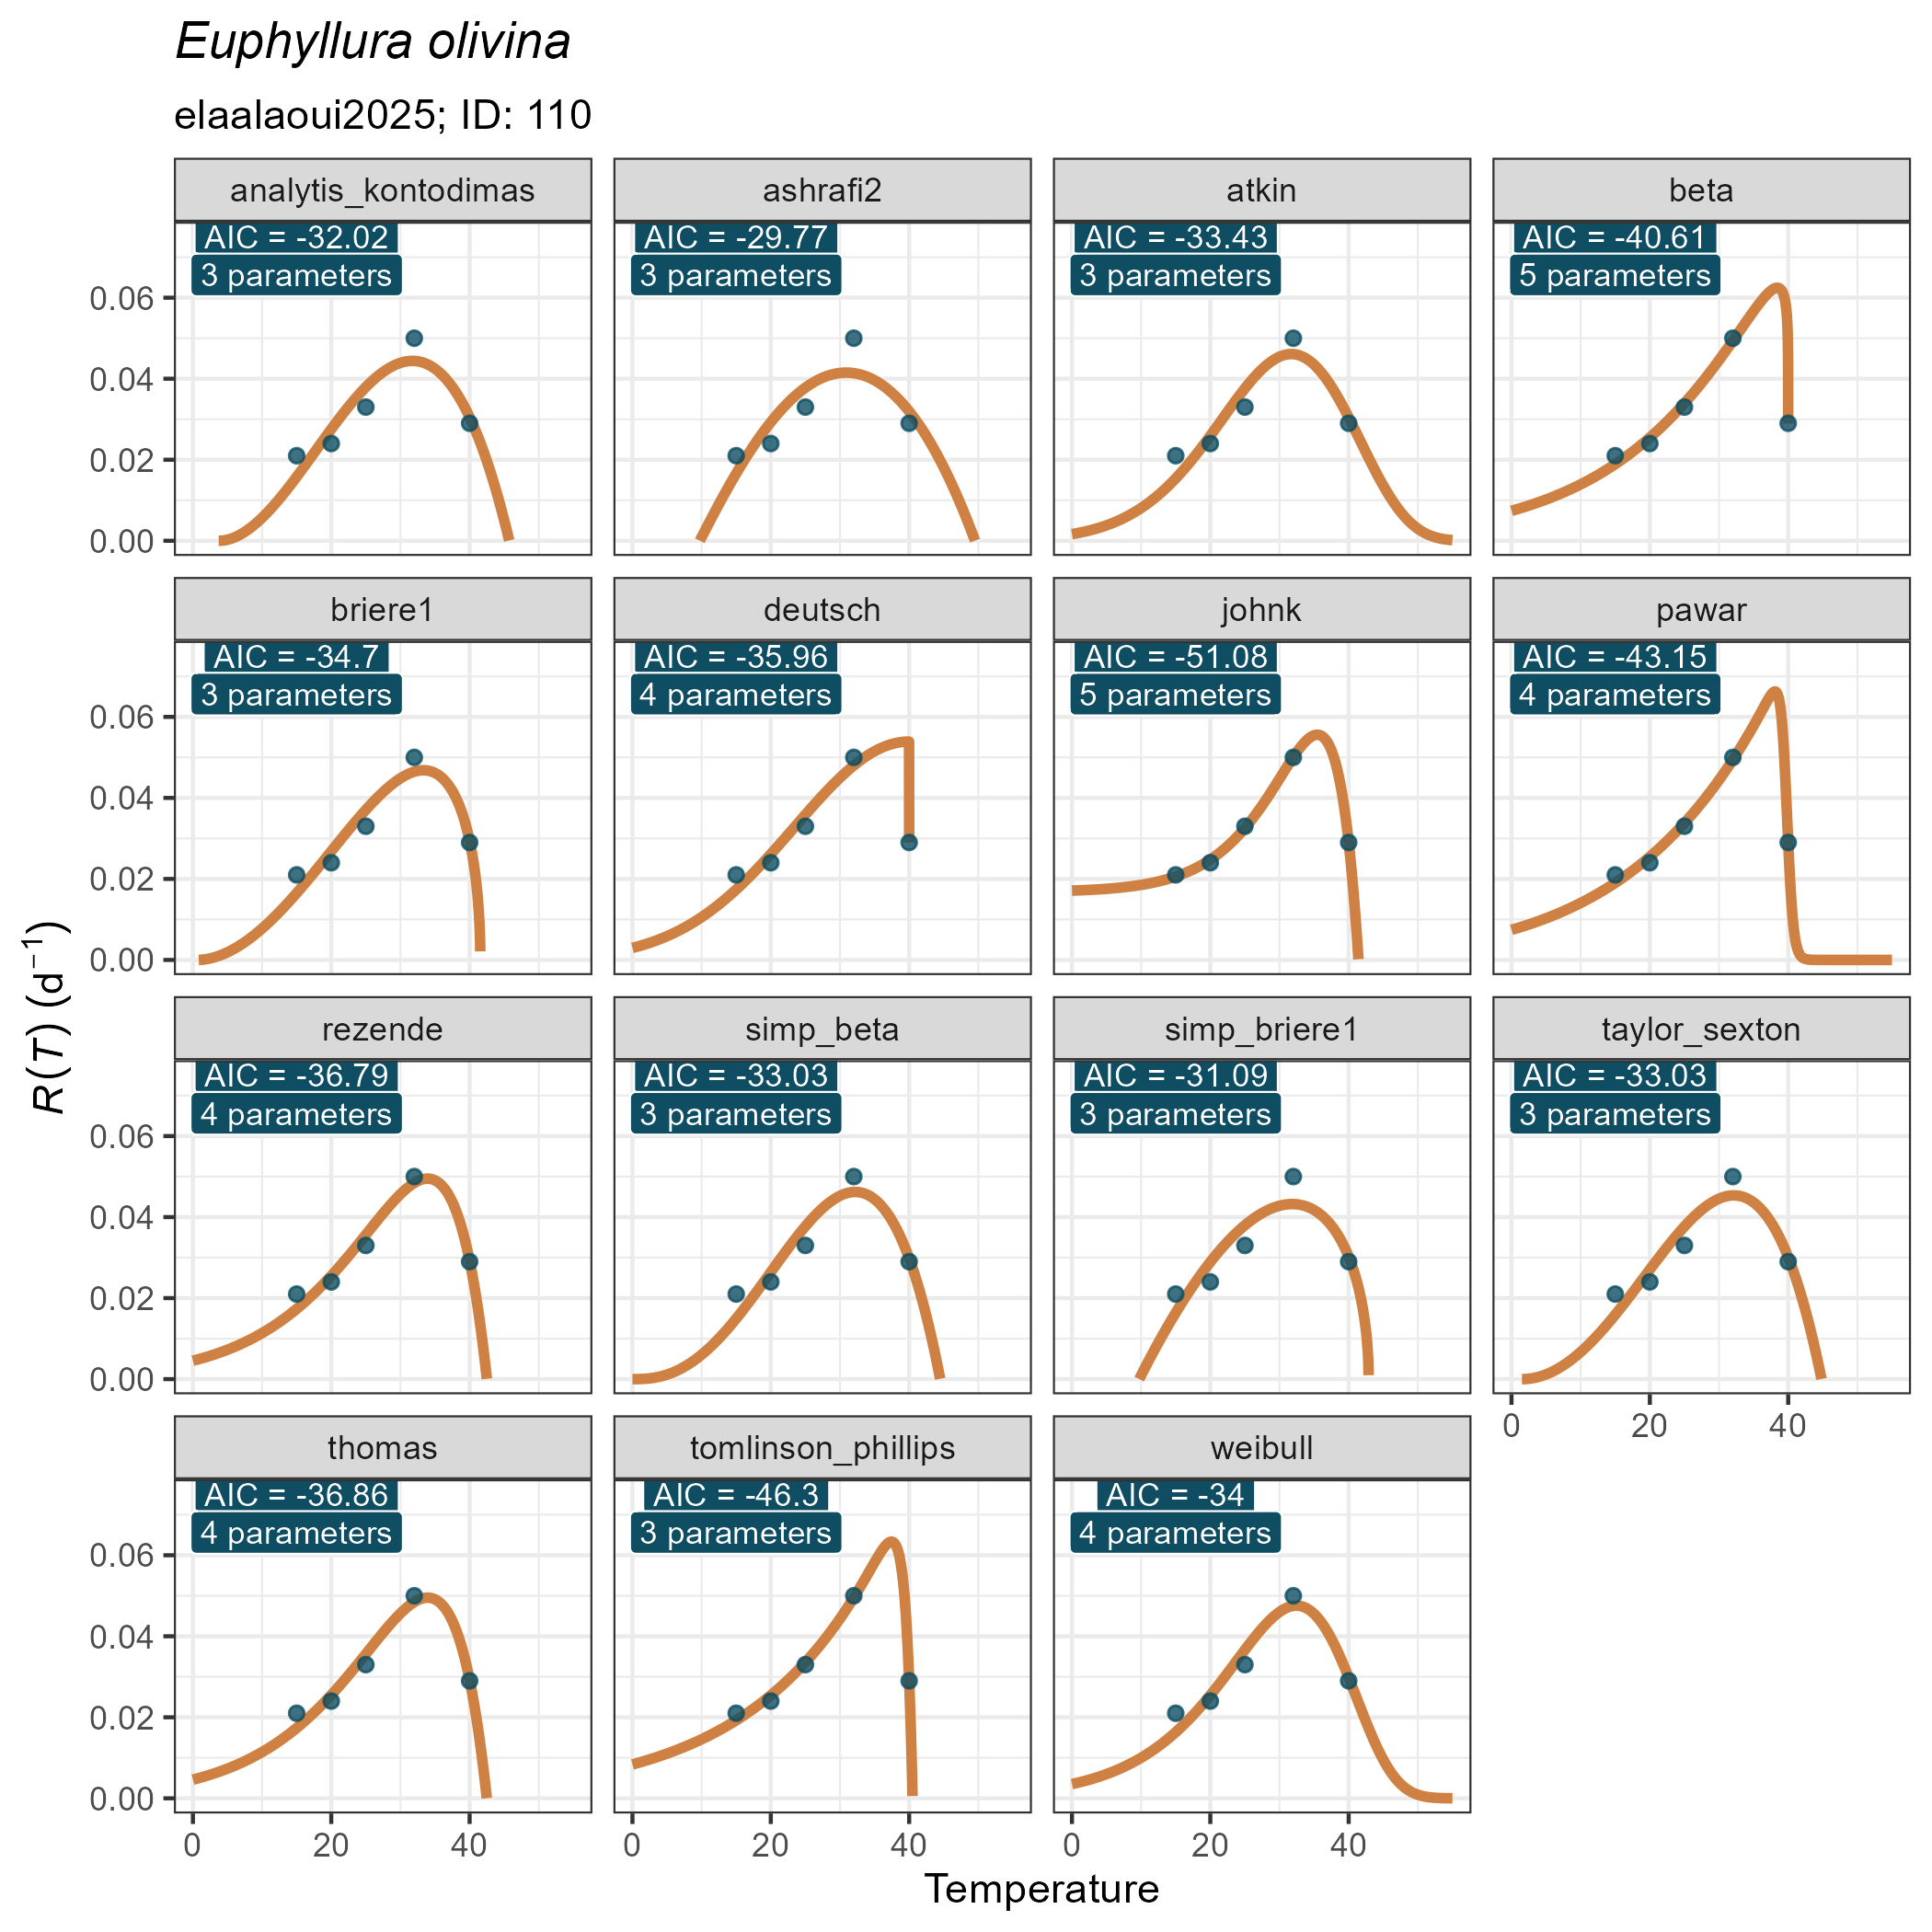 Euphyllura olivina
elaalaoui2025; ID: 110
analytis_kontodimas
AIC = -32.02
3 parameters
ashrafi2
AIC = -29.77
3 parameters
atkin
AIC = -33.43
3 parameters
beta
AIC = -40.61
5 parameters
0.06
0.04
0.02
0.00
briere1
AIC = -34.7
3 parameters
deutsch
AIC = -35.96
4 parameters
johnk
AIC = -51.08
5 parameters
pawar
AIC = -43.15
4 parameters
0.06
0.04
0.02
0.00
rezende
AIC = -36.79
4 parameters
simp_beta
AIC = -33.03
3 parameters
simp_briere1
AIC = -31.09
3 parameters
taylor_sexton
AIC = -33.03
3 parameters
0.06
0.04
0.02
0.00
0 20 40
thomas
AIC = -36.86
4 parameters
tomlinson_phillips
AIC = -46.3
3 parameters
weibull
AIC = -34
4 parameters
0.06
0.04
0.02
0.00
0 20 40
0 20 40
0 20 40
Temperature
R(T) (d⁻¹)